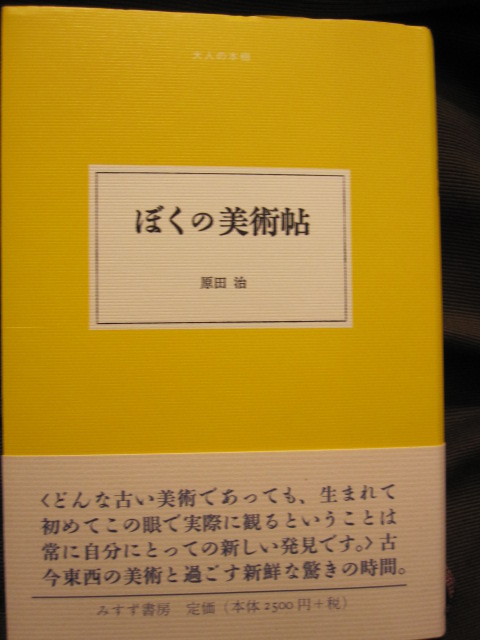 大人の本棚
ぼくの美術帖
原田 治
〈どんな古い美術であっても、生まれて
初めてこの眼で実際に観るということは
常に自分にとっての新しい発見です。〉古
今東西の美術と過ごす新鮮な驚きの時間。
みすず書房 定価（本体2500円＋税）